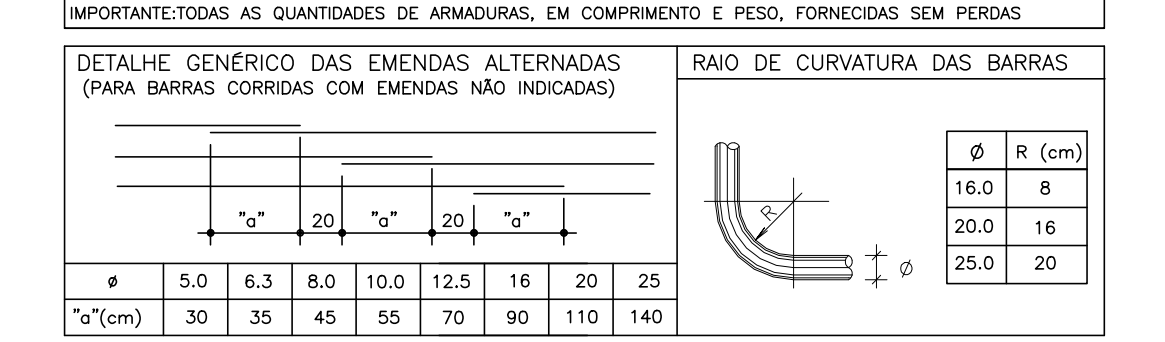 IMPORTANTE:TODAS AS QUANTIDADES DE ARMADURAS, EM COMPRIMENTO E PESO, FORNECIDAS SEM PERDAS
DETALHE GENÉRICO DAS EMENDAS ALTERNADAS
(PARA BARRAS CORRIDAS COM EMENDAS NÃO INDICADAS)
"a" 20 "a" 20 "a"
ø 5.0 6.3 8.0 10.0 12.5 16 20 25
"a"(cm) 30 35 45 55 70 90 110 140
RAIO DE CURVATURA DAS BARRAS
R
ø
ø R (cm)
16.0 8
20.0 16
25.0 20